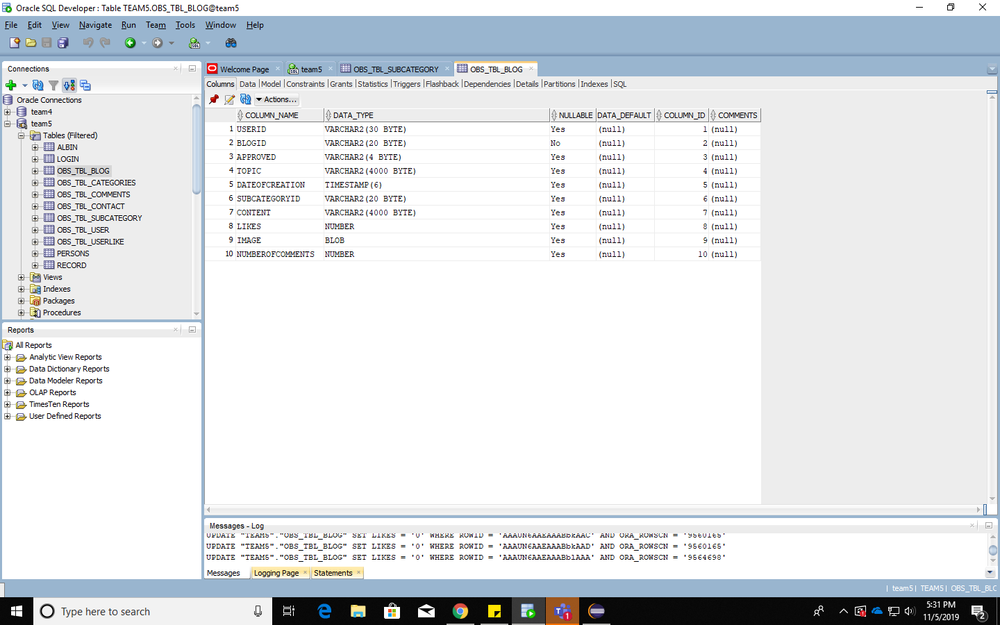 Oracle SQL Developer : Table TEAM5.OBS_TBL_BLOG@team5
File Edit View Navigate Run Team Tools Window Help
Connections
Oracle Connections
team4
team5
Tables (Filtered)
ALBIN
LOGIN
OBS_TBL_BLOG
OBS_TBL_CATEGORIES
OBS_TBL_COMMENTS
OBS_TBL_CONTACT
OBS_TBL_SUBCATEGORY
OBS_TBL_USER
OBS_TBL_USERLIKE
PERSONS
RECORD
Views
Indexes
Packages
Procedures
Reports
All Reports
Analytic View Reports
Data Dictionary Reports
Data Modeler Reports
OLAP Reports
TimesTen Reports
User Defined Reports
Welcome Page team5 OBS_TBL_SUBCATEGORY OBS_TBL_BLOG
Columns Data |Model |Constraints |Grants |Statistics |Triggers |Flashback |Dependencies |Details |Partitions |Indexes |SQL
Actions...
COLUMN_NAME DATA_TYPE NULLABLE DATA_DEFAULT COLUMN_ID COMMENTS
1 USERID VARCHAR2(30 BYTE) Yes (null) 1 (null)
2 BLOGID VARCHAR2(20 BYTE) No (null) 2 (null)
3 APPROVED VARCHAR2(4 BYTE) Yes (null) 3 (null)
4 TOPIC VARCHAR2(4000 BYTE) Yes (null) 4 (null)
5 DATEOFCREATION TIMESTAMP(6) Yes (null) 5 (null)
6 SUBCATEGORYID VARCHAR2(20 BYTE) Yes (null) 6 (null)
7 CONTENT VARCHAR2(4000 BYTE) Yes (null) 7 (null)
8 LIKES NUMBER Yes (null) 8 (null)
9 IMAGE BLOB Yes (null) 9 (null)
10 NUMBEROFCOMMENTS NUMBER Yes (null) 10 (null)
Messages - Log
UPDATE "TEAM5"."OBS_TBL_BLOG" SET LIKES = '0' WHERE ROWID = 'AAAUN6AAEAAABbkAAC' AND ORA_ROWSCN = '9560165'
UPDATE "TEAM5"."OBS_TBL_BLOG" SET LIKES = '0' WHERE ROWID = 'AAAUN6AAEAAABbkAAD' AND ORA_ROWSCN = '9560165'
UPDATE "TEAM5"."OBS_TBL_BLOG" SET LIKES = '0' WHERE ROWID = 'AAAUN6AAEAAABblAAA' AND ORA_ROWSCN = '9564698'
Messages Logging Page Statements
| team5| TEAM5| OBS_TBL_BLC
Type here to search
1
5:31 PM
11/5/2019
2